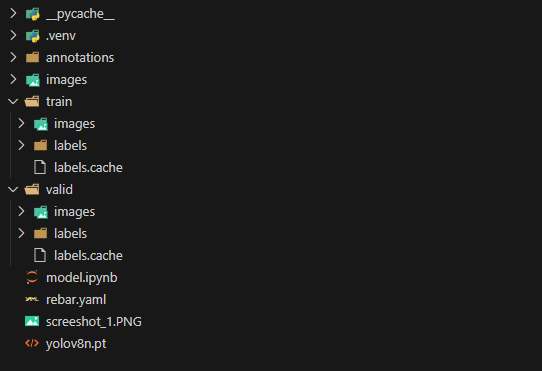 __pycache__
.venv
annotations
images
train
images
labels
labels.cache
valid
images
labels
labels.cache
model.ipynb
rebar.yaml
screeshot_1.PNG
yolov8n.pt